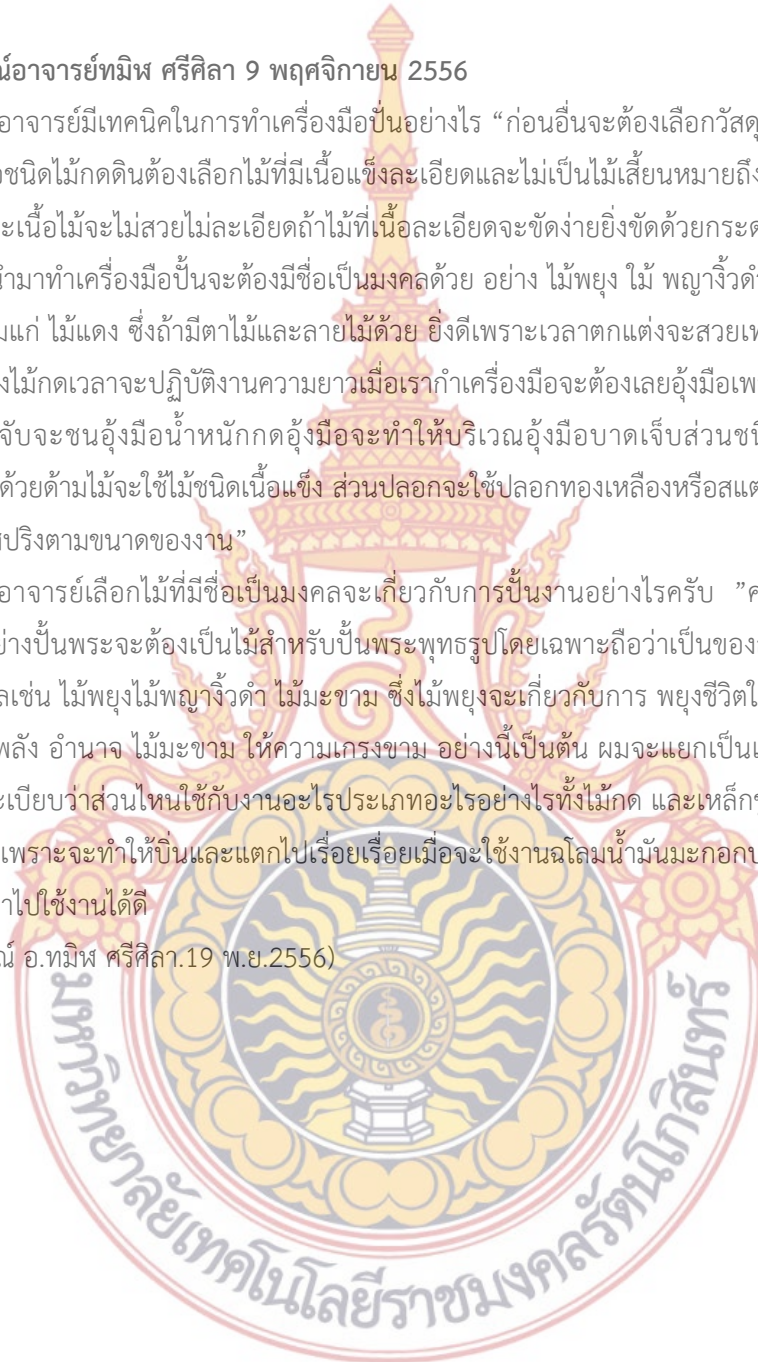 ณ์อาจารย์ทมิฬ ศรีศิลา 9 พฤศจิกายน 2556
อาจารย์มีเทคนิคในการทำเครื่องมือปั้นอย่างไร “ก่อนอื่นจะต้องเลือกวัสดุ
ชนิดไม้กดดินต้องเลือกไม้ที่มีเนื้อแข็งละเอียดและไม่เป็นไม้เสี้ยนหมายถึง
ะเนื้อไม้จะไม่สวยไม่ละเอียดถ้าไม้ที่เนื้อละเอียดจะขัดง่ายยิ่งขัดด้วยกระด
นำมาทำเครื่องมือปั้นจะต้องมีชื่อเป็นมงคลด้วย อย่าง ไม้พยุง ใม้ พญางิ้วดำ
มแก่ ไม้แดง ซึ่งถ้ามีตาไม้และลายไม้ด้วย ยิ่งดีเพราะเวลาตกแต่งจะสวยเท
งไม้กดเวลาจะปฏิบัติงานความยาวเมื่อเรากำเครื่องมือจะต้องเลยอุ้งมือเพ
จับจะชนอุ้งมือน้ำหนักกดอุ้งมือจะทำให้บริเวณอุ้งมือบาดเจ็บส่วนชนิ
ด้วยด้ามไม้จะใช้ไม้ชนิดเนื้อแข็ง ส่วนปลอกจะใช้ปลอกทองเหลืองหรือสแต
สปริงตามขนาดของงาน”
อาจารย์เลือกไม้ที่มีชื่อเป็นมงคลจะเกี่ยวกับการปั้นงานอย่างไรครับ ”ค
ย่างปั้นพระจะต้องเป็นไม้สำหรับปั้นพระพุทธรูปโดยเฉพาะถือว่าเป็นของ
ลเช่น ไม้พยุงไม้พญางิ้วดำ ไม้มะขาม ซึ่งไม้พยุงจะเกี่ยวกับการ พยุงชีวิตใ
พลัง อำนาจ ไม้มะขาม ให้ความเกรงขาม อย่างนี้เป็นต้น ผมจะแยกเป็น
ะเบียบว่าส่วนไหนใช้กับงานอะไรประเภทอะไรอย่างไรทั้งไม้กด และเหล็กข
เพราะจะทำให้บิ่นและแตกไปเรื่อยเรื่อยเมื่อจะใช้งานฉโลมน้ำมันมะกอก
าไปใช้งานได้ดี
ณ์ อ.ทมิฬ ศรีศิลา.19 พ.ย.2556)
มหาวิทยาลัยเทคโนโลยีราชมงคลรัตนโกสินทร์